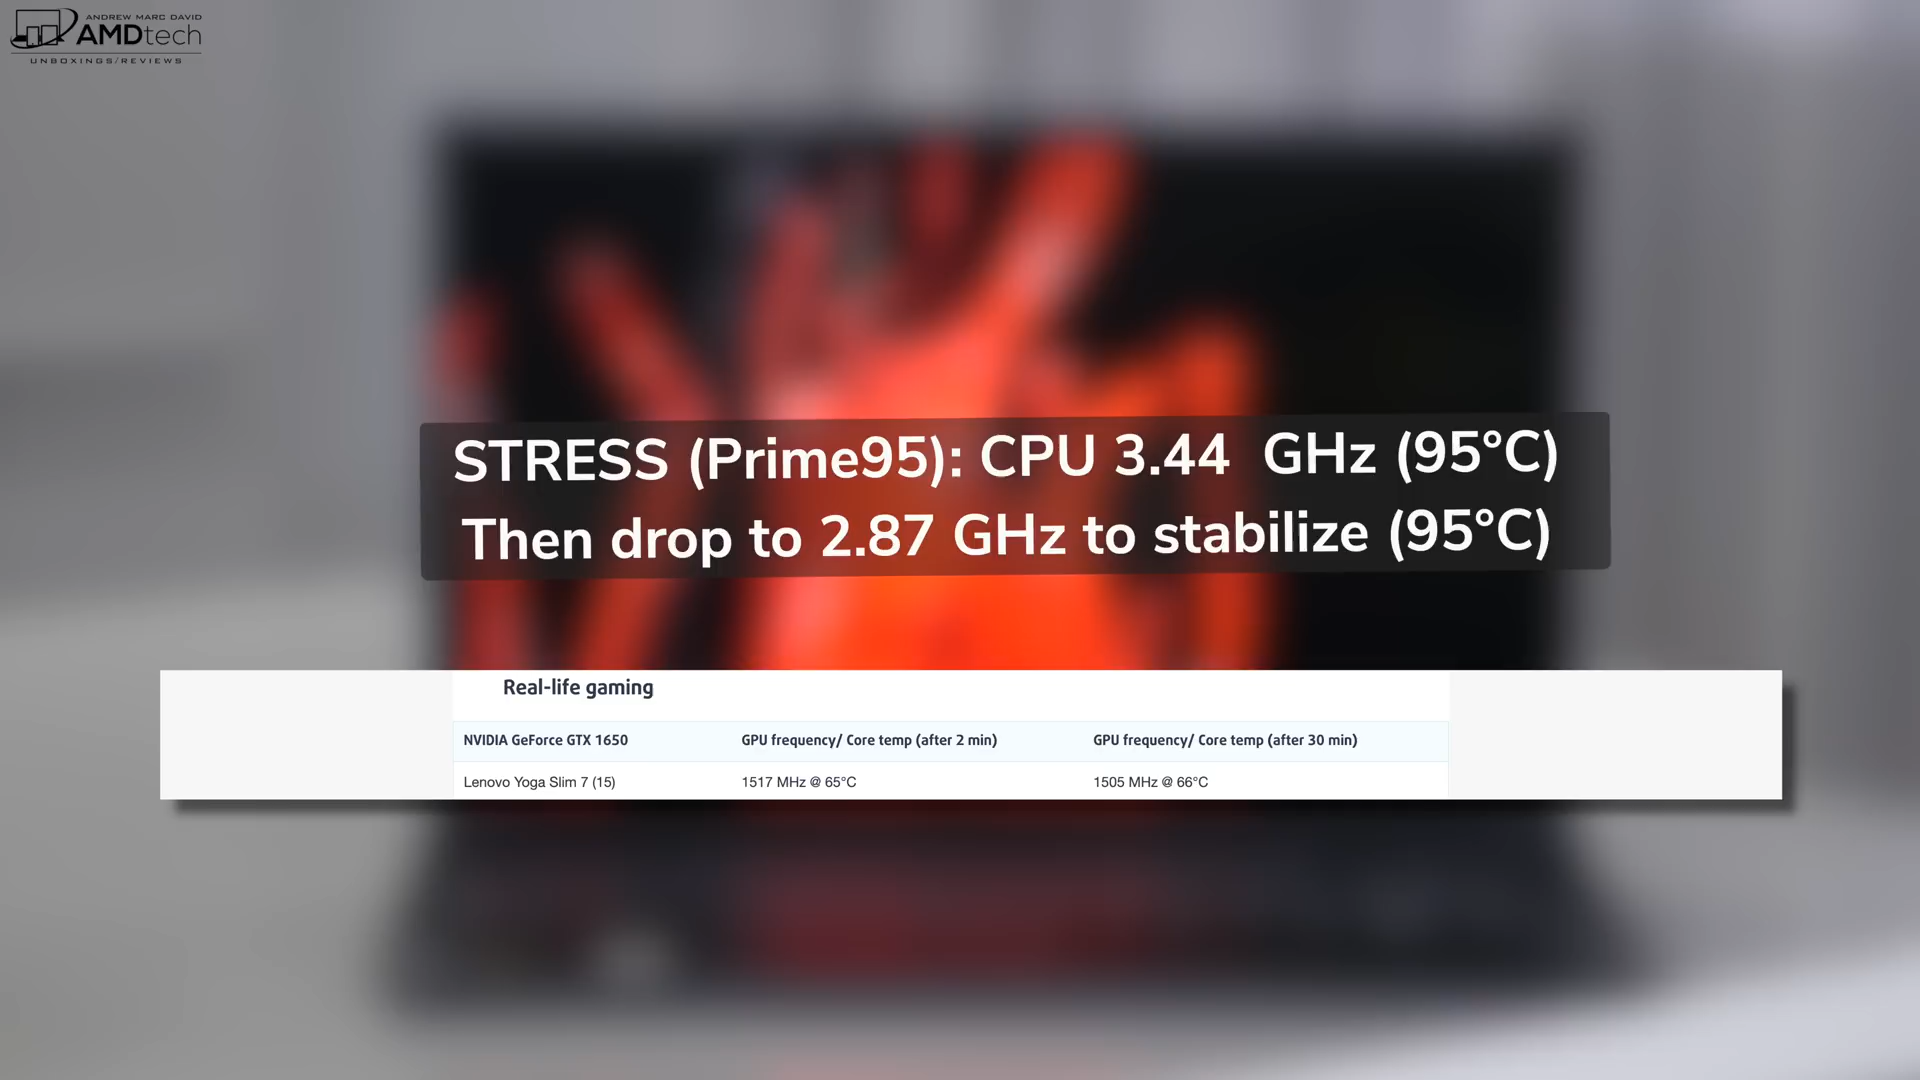 ANDREW MARC DAVID
AMDtech
UNBOXINGS/REVIEWS
STRESS (Prime95): CPU 3.44 GHz (95°C)
Then drop to 2.87 GHz to stabilize (95°C)
Real-life gaming
NVIDIA GeForce GTX 1650 GPU frequency/ Core temp (after 2 min) GPU frequency/ Core temp (after 30 min)
Lenovo Yoga Slim 7 (15) 1517 MHz @ 65°C 1505 MHz @ 66°C